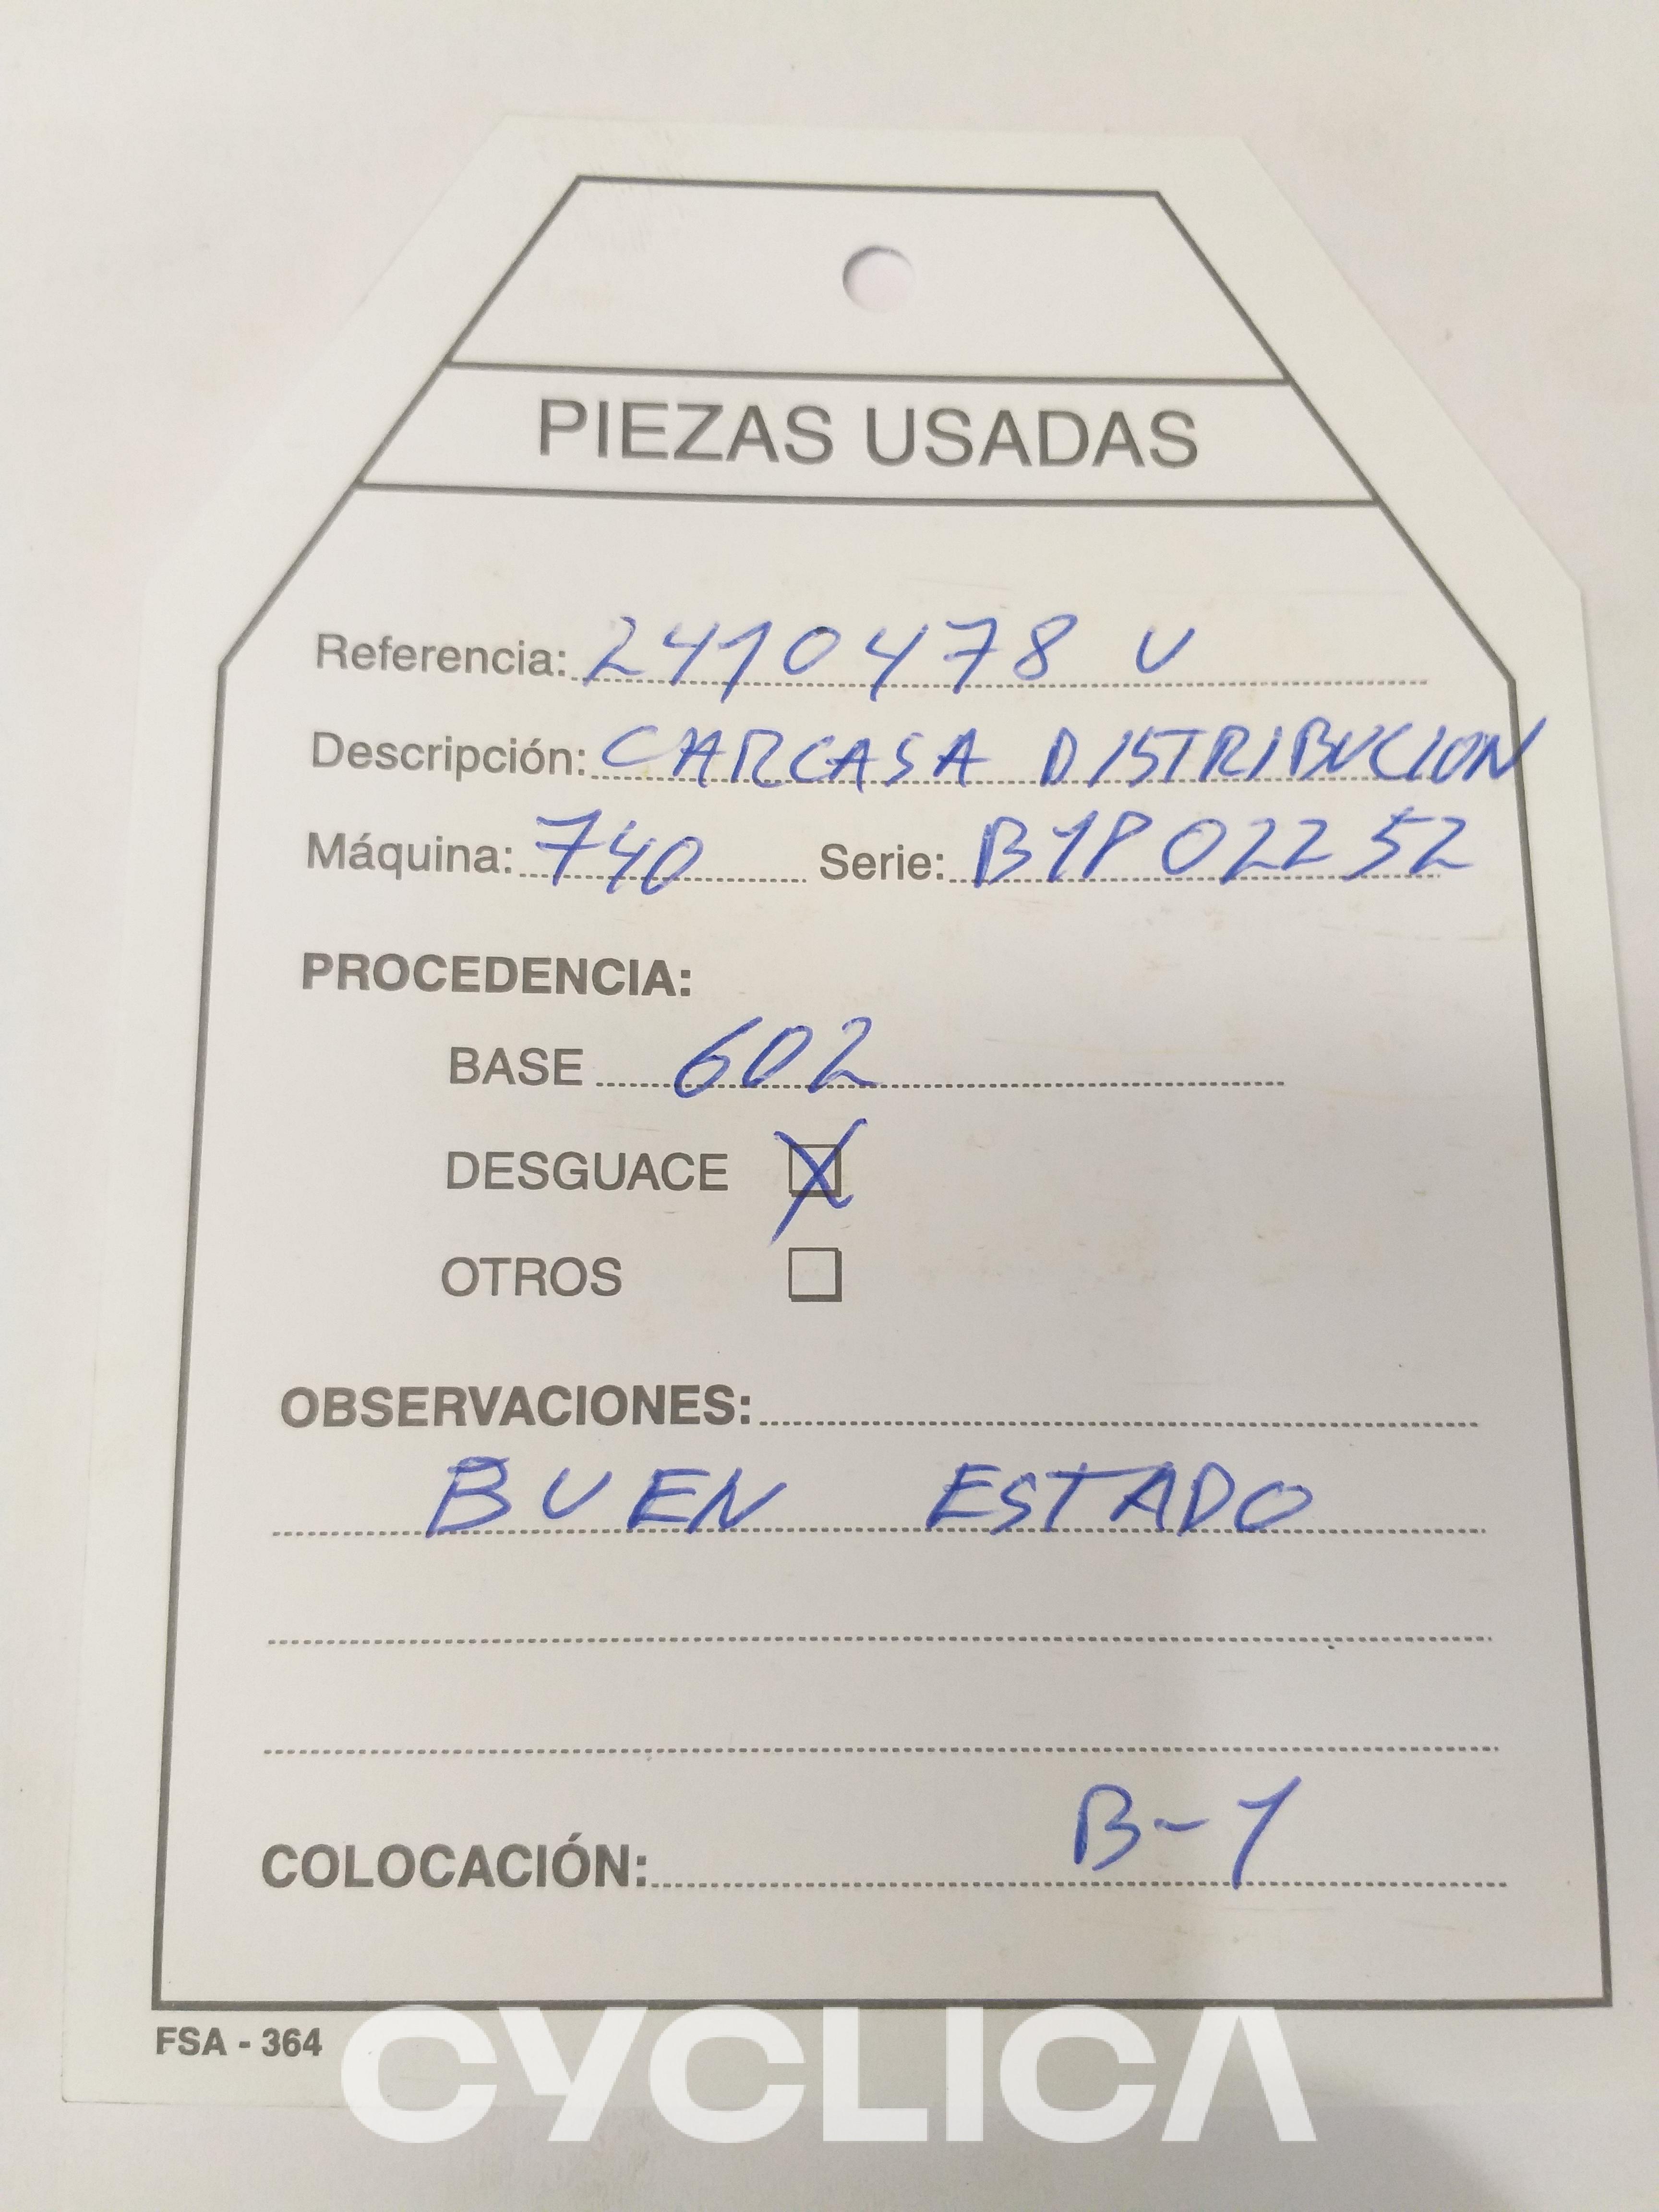 PIEZAS USADAS
Referencia: 2410478 U
Descripción: CARCASA DISTRIBUCION
Máquina: 740 Serie: B1P02252
PROCEDENCIA:
BASE 602
DESGUACE X
OTROS
OBSERVACIONES:
BUEN ESTADO
COLOCACIÓN: B-1
FSA - 364
CYCLICA